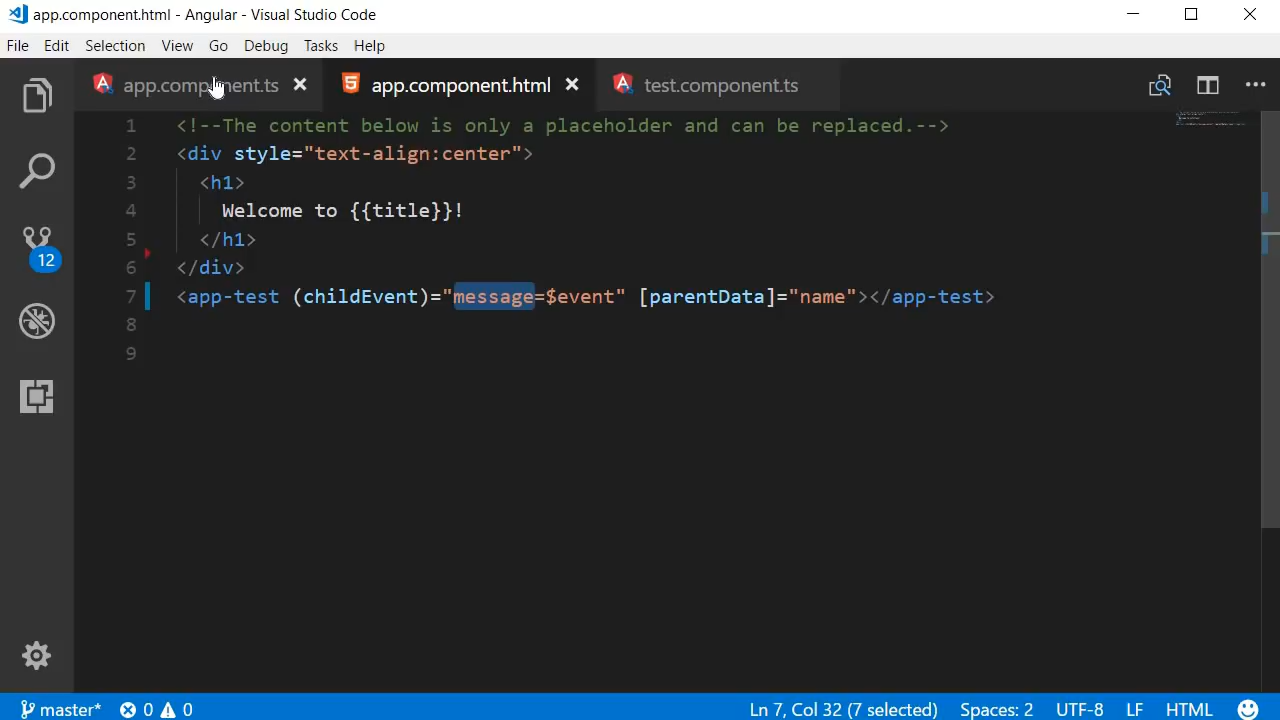 app.component.html - Angular - Visual Studio Code
File Edit Selection View Go Debug Tasks Help
app.component.ts app.component.html test.component.ts
1 <!--The content below is only a placeholder and can be replaced.-->
2 <div style="text-align:center">
3 <h1>
4 Welcome to {{title}}!
5 </h1>
6 </div>
7 <app-test (childEvent)="message=$event" [parentData]="name"></app-test>
8
9
12
master* 0 0 Ln 7, Col 32 (7 selected) Spaces: 2 UTF-8 LF HTML